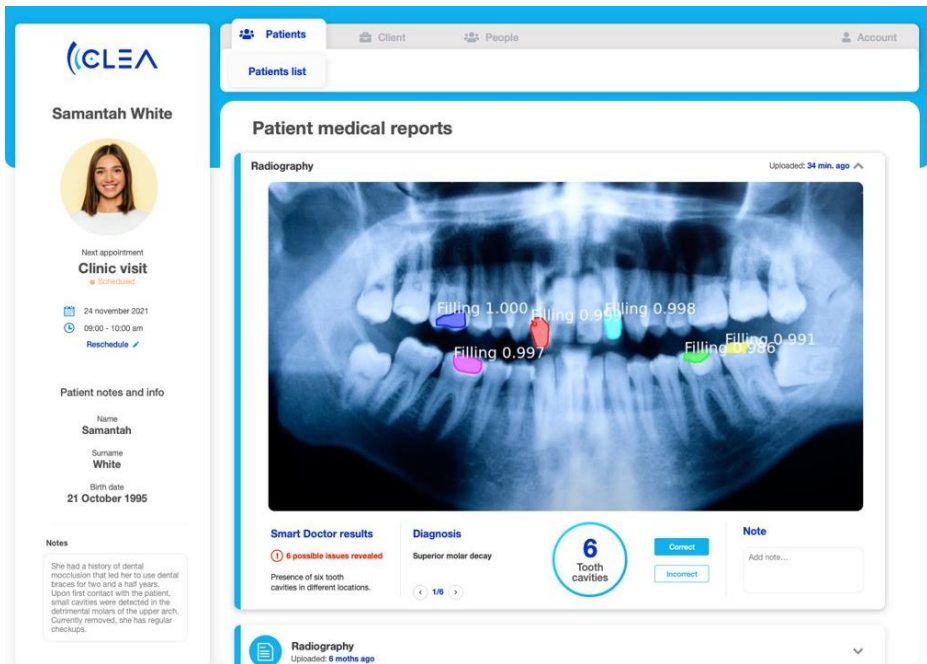 CLEA
Samantah White
Next appointment
Clinic visit
Scheduled
24 november 2021
09:00 - 10:00 am
Reschedule
Patient notes and info
Name
Samantah
Surname
White
Birth date
21 October 1995
Notes
She had a history of dental
mocclusion that led her to use dental
braces for two and a half years.
Upon first contact with the patient,
small cavities were detected in the
detrimental molars of the upper arch.
Currently removed, she has regular
checkups.
Patients
Client
People
Account
Patients list
Patient medical reports
Radiography
Uploaded: 34 min. ago
Filling 1.000
Filling 0.998
Filling 0.997
Filling 0.991
Filling 0.986
Smart Doctor results
6 possible issues revealed
Presence of six tooth
cavities in different locations.
Diagnosis
Superior molar decay
1/6
6
Tooth
cavities
Correct
Incorrect
Note
Add note...
Radiography
Uploaded: 6 moths ago